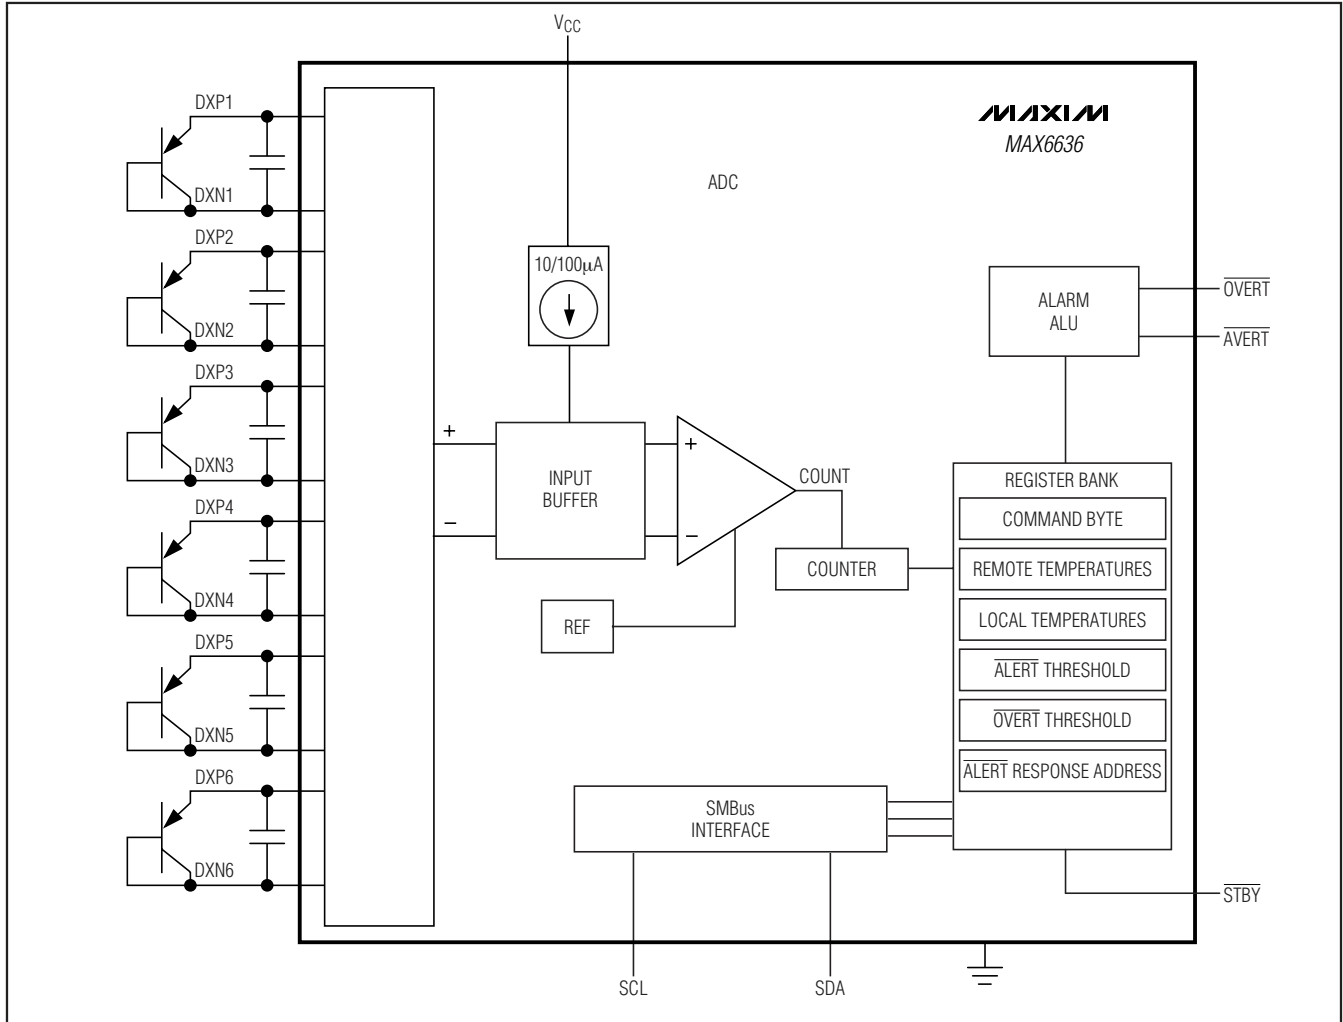 VCC
MAXIM
MAX6636
ADC
DXP1
DXN1
DXP2
DXN2
DXP3
DXN3
DXP4
DXN4
DXP5
DXN5
DXP6
DXN6
10/100µA
+
−
INPUT
BUFFER
+
−
COUNT
COUNTER
REF
ALARM
ALU
OVERT
AVERT
REGISTER BANK
COMMAND BYTE
REMOTE TEMPERATURES
LOCAL TEMPERATURES
ALERT THRESHOLD
OVERT THRESHOLD
ALERT RESPONSE ADDRESS
SMBus
INTERFACE
STBY
SCL
SDA